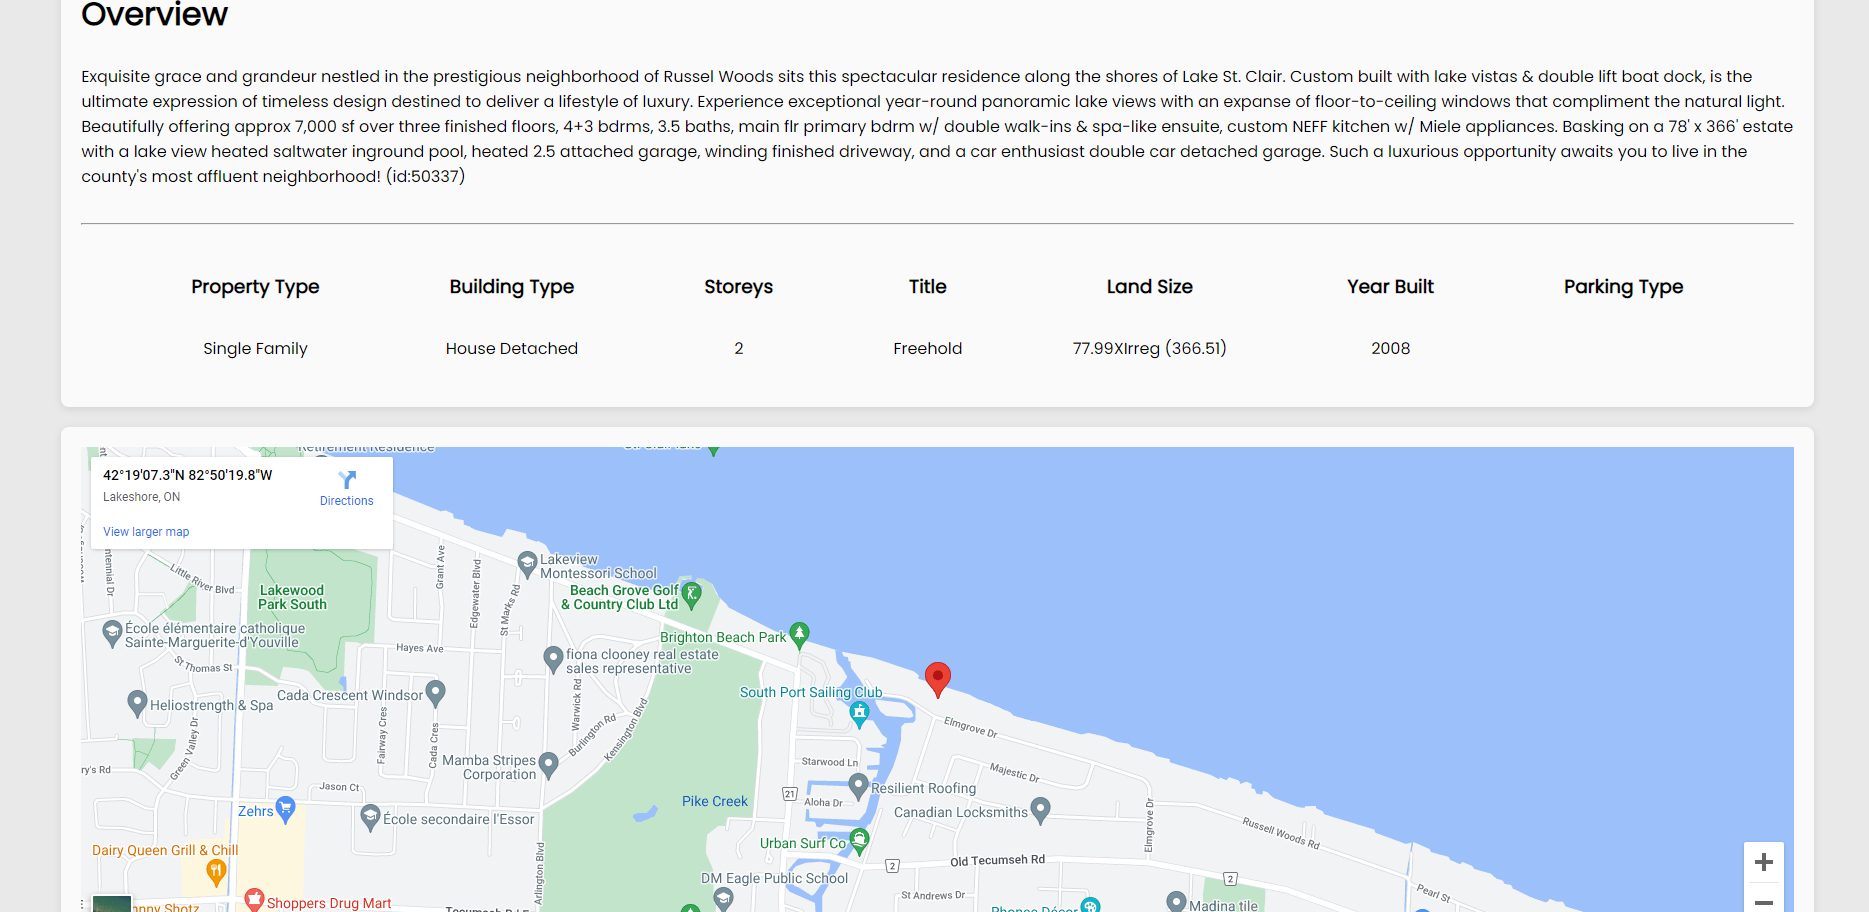 Overview
Exquisite grace and grandeur nestled in the prestigious neighborhood of Russel Woods sits this spectacular residence along the shores of Lake St. Clair. Custom built with lake vistas & double lift boat dock, is the
ultimate expression of timeless design destined to deliver a lifestyle of luxury. Experience exceptional year-round panoramic lake views with an expanse of floor-to-ceiling windows that compliment the natural light.
Beautifully offering approx 7,000 sf over three finished floors, 4+3 bdrms, 3.5 baths, main flr primary bdrm w/ double walk-ins & spa-like ensuite, custom NEFF kitchen w/ Miele appliances. Basking on a 78' x 366' estate
with a lake view heated saltwater inground pool, heated 2.5 attached garage, winding finished driveway, and a car enthusiast double car detached garage. Such a luxurious opportunity awaits you to live in the
county's most affluent neighborhood! (id:50337)
Property Type Building Type Storeys Title Land Size Year Built Parking Type
Single Family House Detached 2 Freehold 77.99XIrreg (366.51) 2008
Retirement Residence
42°19'07.3"N 82°50'19.8"W
Lakeshore, ON
Directions
View larger map
Little River Blvd
Lakewood
Park South
Grant Ave
Edgewater Blvd
St Marks Rd
Lakeview
Montessori School
Beach Grove Golf
& Country Club Ltd
Brighton Beach Park
École élémentaire catholique
Sainte-Marguerite-d'Youville
St Thomas St
Hayes Ave
fiona clooney real estate
sales representative
South Port Sailing Club
Cada Crescent Windsor
Heliostrength & Spa
Green Valley Dr
Fairway Cres
Cada Cres
Warwick Rd
Burlington Rd
Kensington Blvd
Elmgrove Dr
Mamba Stripes
Corporation
ry's Rd
Starwood Ln
Majestic Dr
Jason Ct
Resilient Roofing
21
Aloha Dr
Pike Creek
Zehrs
École secondaire l'Essor
Canadian Locksmiths
Elmgrove Dr
Russell Woods Rd
Urban Surf Co
Dairy Queen Grill & Chill
Arlington Blvd
2
Old Tecumseh Rd
DM Eagle Public School
2
St Andrews Dr
Pearl St
Shoppers Drug Mart
nny Shotz
Madina tile